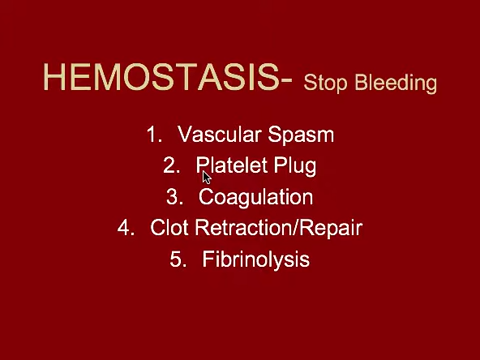 HEMOSTASIS- Stop Bleeding
1. Vascular Spasm
2. Platelet Plug
3. Coagulation
4. Clot Retraction/Repair
5. Fibrinolysis